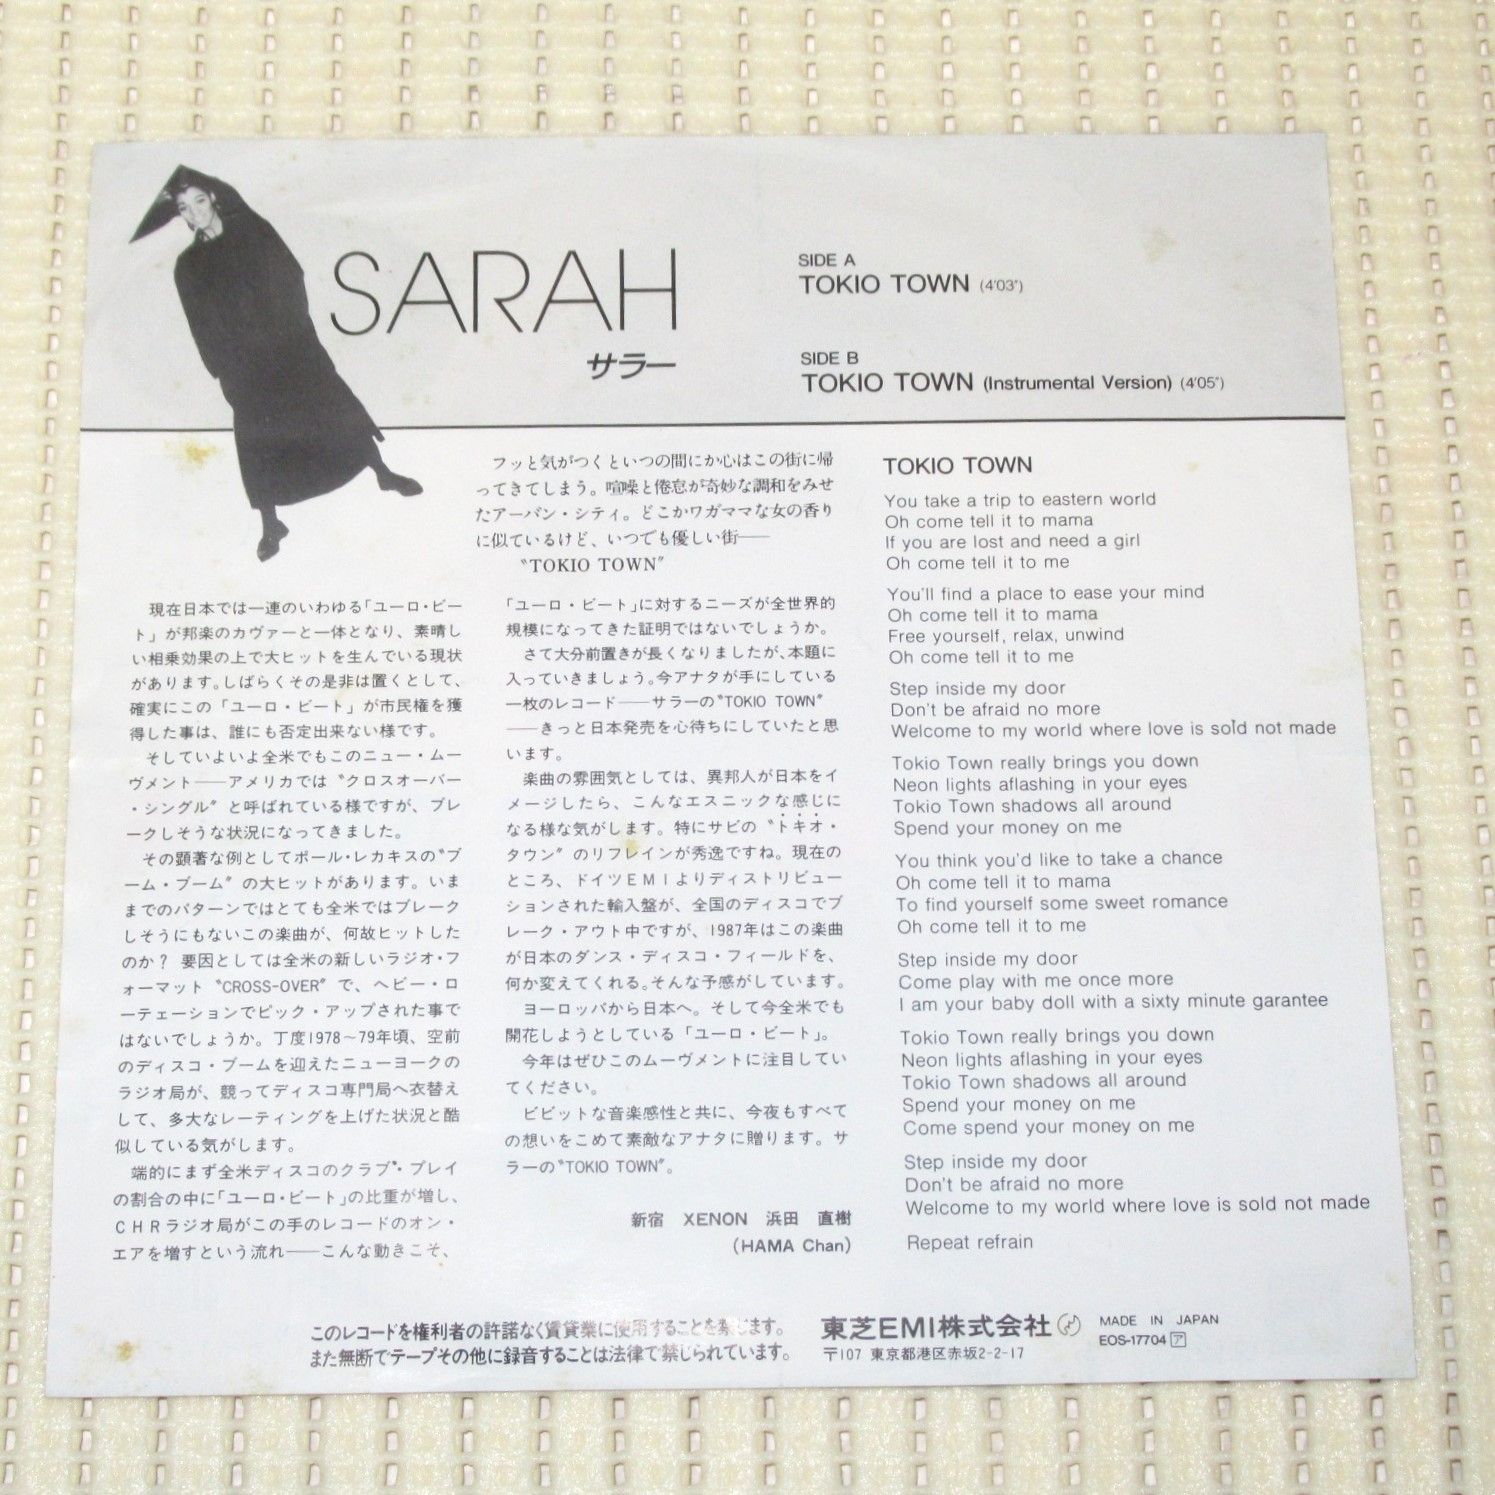 SARAH
サラー
SIDE A
TOKIO TOWN (4'03")
SIDE B
TOKIO TOWN (Instrumental Version) (4'05")
フッと気がつくといつの間にか心はこの街に帰
ってきてしまう。喧噪と倦怠が奇妙な調和をみせ
たアーバン・シティ。どこかワガママな女の香り
に似ているけど、いつでも優しい街——
〝TOKIO TOWN〟
現在日本では一連のいわゆる「ユーロ・ビー
ト」が邦楽のカヴァーと一体となり、素晴し
い相乗効果の上で大ヒットを生んでいる現状
があります。しばらくその是非は置くとして、
確実にこの「ユーロ・ビート」が市民権を獲
得した事は、誰にも否定出来ない様です。
そしていよいよ全米でもこのニュー・ムー
ヴメント——アメリカでは〝クロスオーバー
・シングル〟と呼ばれている様ですが、ブレ
ークしそうな状況になってきました。
その顕著な例としてポール・レカキスの〝ブ
ーム・ブーム〟の大ヒットがあります。いま
までのパターンではとても全米ではブレーク
しそうにもないこの楽曲が、何故ヒットした
のか？ 要因としては全米の新しいラジオ・フ
ォーマット〝CROSS-OVER〟で、ヘビー・ロ
ーテェーションでピック・アップされた事で
はないでしょうか。丁度1978～79年頃、空前
のディスコ・ブームを迎えたニューヨークの
ラジオ局が、競ってディスコ専門局へ衣替え
して、多大なレーティングを上げた状況と酷
似している気がします。
端的にまず全米ディスコのクラブ・プレイ
の割合の中に「ユーロ・ビート」の比重が増し、
CHRラジオ局がこの手のレコードのオン・
エアを増すという流れ——こんな動きこそ、
「ユーロ・ビート」に対するニーズが全世界的
規模になってきた証明ではないでしょうか。
さて大分前置きが長くなりましたが、本題に
入っていきましょう。今アナタが手にしている
一枚のレコード——サラーの〝TOKIO TOWN〟
——きっと日本発売を心待ちにしていたと思
います。
楽曲の雰囲気としては、異邦人が日本をイ
メージしたら、こんなエスニックな感じに
なる様な気がします。特にサビの〝トキオ・
タウン〟のリフレインが秀逸ですね。現在の
ところ、ドイツEMIよりディストリビュー
ションされた輸入盤が、全国のディスコでブ
レーク・アウト中ですが、1987年はこの楽曲
が日本のダンス・ディスコ・フィールドを、
何か変えてくれる。そんな予感がしています。
ヨーロッパから日本へ。そして今全米でも
開花しようとしている「ユーロ・ビート」。
今年はぜひこのムーヴメントに注目してい
てください。
ビビットな音楽感性と共に、今夜もすべて
の想いをこめて素敵なアナタに贈ります。サ
ラーの〝TOKIO TOWN〟。
新宿 XENON 浜田 直樹
(HAMA Chan)
TOKIO TOWN
You take a trip to eastern world
Oh come tell it to mama
If you are lost and need a girl
Oh come tell it to me
You'll find a place to ease your mind
Oh come tell it to mama
Free yourself, relax, unwind
Oh come tell it to me
Step inside my door
Don't be afraid no more
Welcome to my world where love is sold not made
Tokio Town really brings you down
Neon lights aflashing in your eyes
Tokio Town shadows all around
Spend your money on me
You think you'd like to take a chance
Oh come tell it to mama
To find yourself some sweet romance
Oh come tell it to me
Step inside my door
Come play with me once more
I am your baby doll with a sixty minute garantee
Tokio Town really brings you down
Neon lights aflashing in your eyes
Tokio Town shadows all around
Spend your money on me
Come spend your money on me
Step inside my door
Don't be afraid no more
Welcome to my world where love is sold not made
Repeat refrain
このレコードを権利者の許諾なく賃貸業に使用することを禁じます。
また無断でテープその他に録音することは法律で禁じられています。
東芝EMI株式会社
〒107 東京都港区赤坂2-2-17
MADE IN JAPAN
EOS-17704 ア